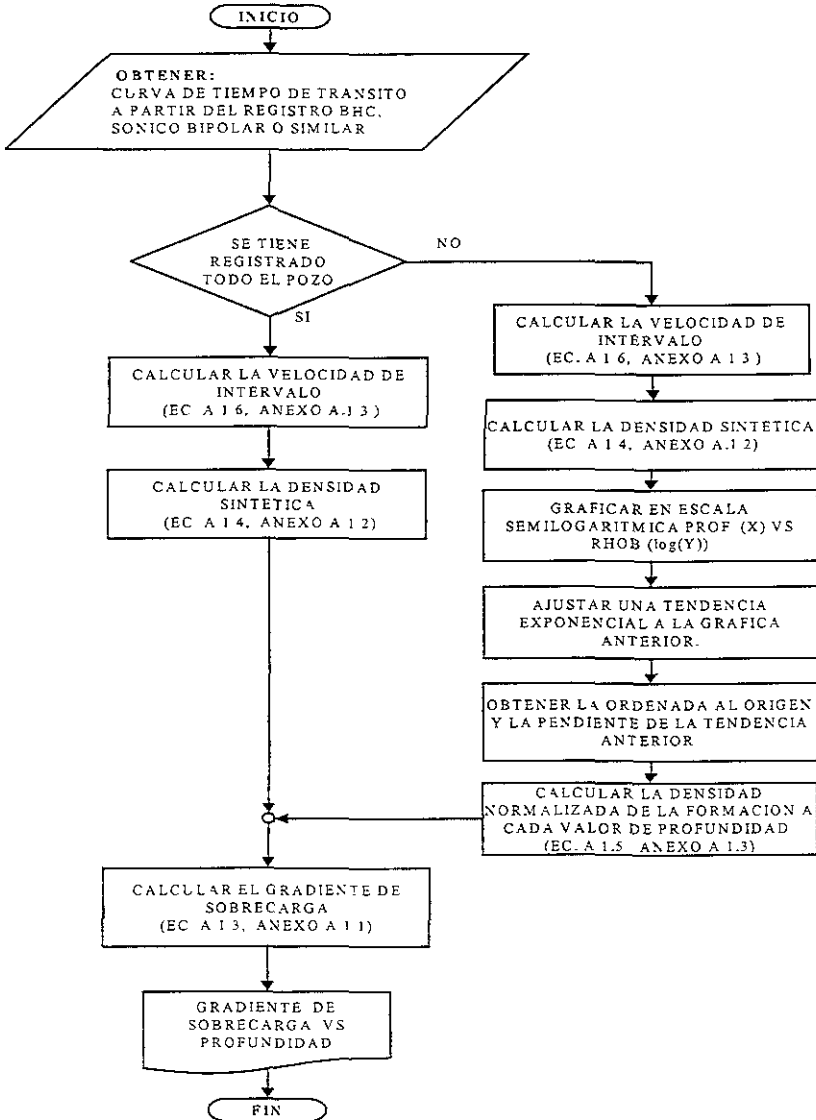 INICIO
OBTENER:
CURVA DE TIEMPO DE TRANSITO
A PARTIR DEL REGISTRO BHC,
SONICO BIPOLAR O SIMILAR
SE TIENE
REGISTRADO
TODO EL POZO
NO
SI
CALCULAR LA VELOCIDAD DE
INTERVALO
(EC A 1 6, ANEXO A.1 3)
CALCULAR LA DENSIDAD
SINTETICA
(EC A 1 4, ANEXO A 1 2)
CALCULAR LA VELOCIDAD DE
INTERVALO
(EC. A 1 6, ANEXO A 1 3)
CALCULAR LA DENSIDAD SINTETICA
(EC A 1 4, ANEXO A.1 2)
GRAFICAR EN ESCALA
SEMILOGARITMICA PROF (X) VS
RHOB (log(Y))
AJUSTAR UNA TENDENCIA
EXPONENCIAL A LA GRAFICA
ANTERIOR.
OBTENER LA ORDENADA AL ORIGEN
Y LA PENDIENTE DE LA TENDENCIA
ANTERIOR
CALCULAR LA DENSIDAD
NORMALIZADA DE LA FORMACION A
CADA VALOR DE PROFUNDIDAD
(EC. A 1.5 ANEXO A 1.3)
CALCULAR EL GRADIENTE DE
SOBRECARGA
(EC A 1 3, ANEXO A 1 1)
GRADIENTE DE
SOBRECARGA VS
PROFUNDIDAD
FIN